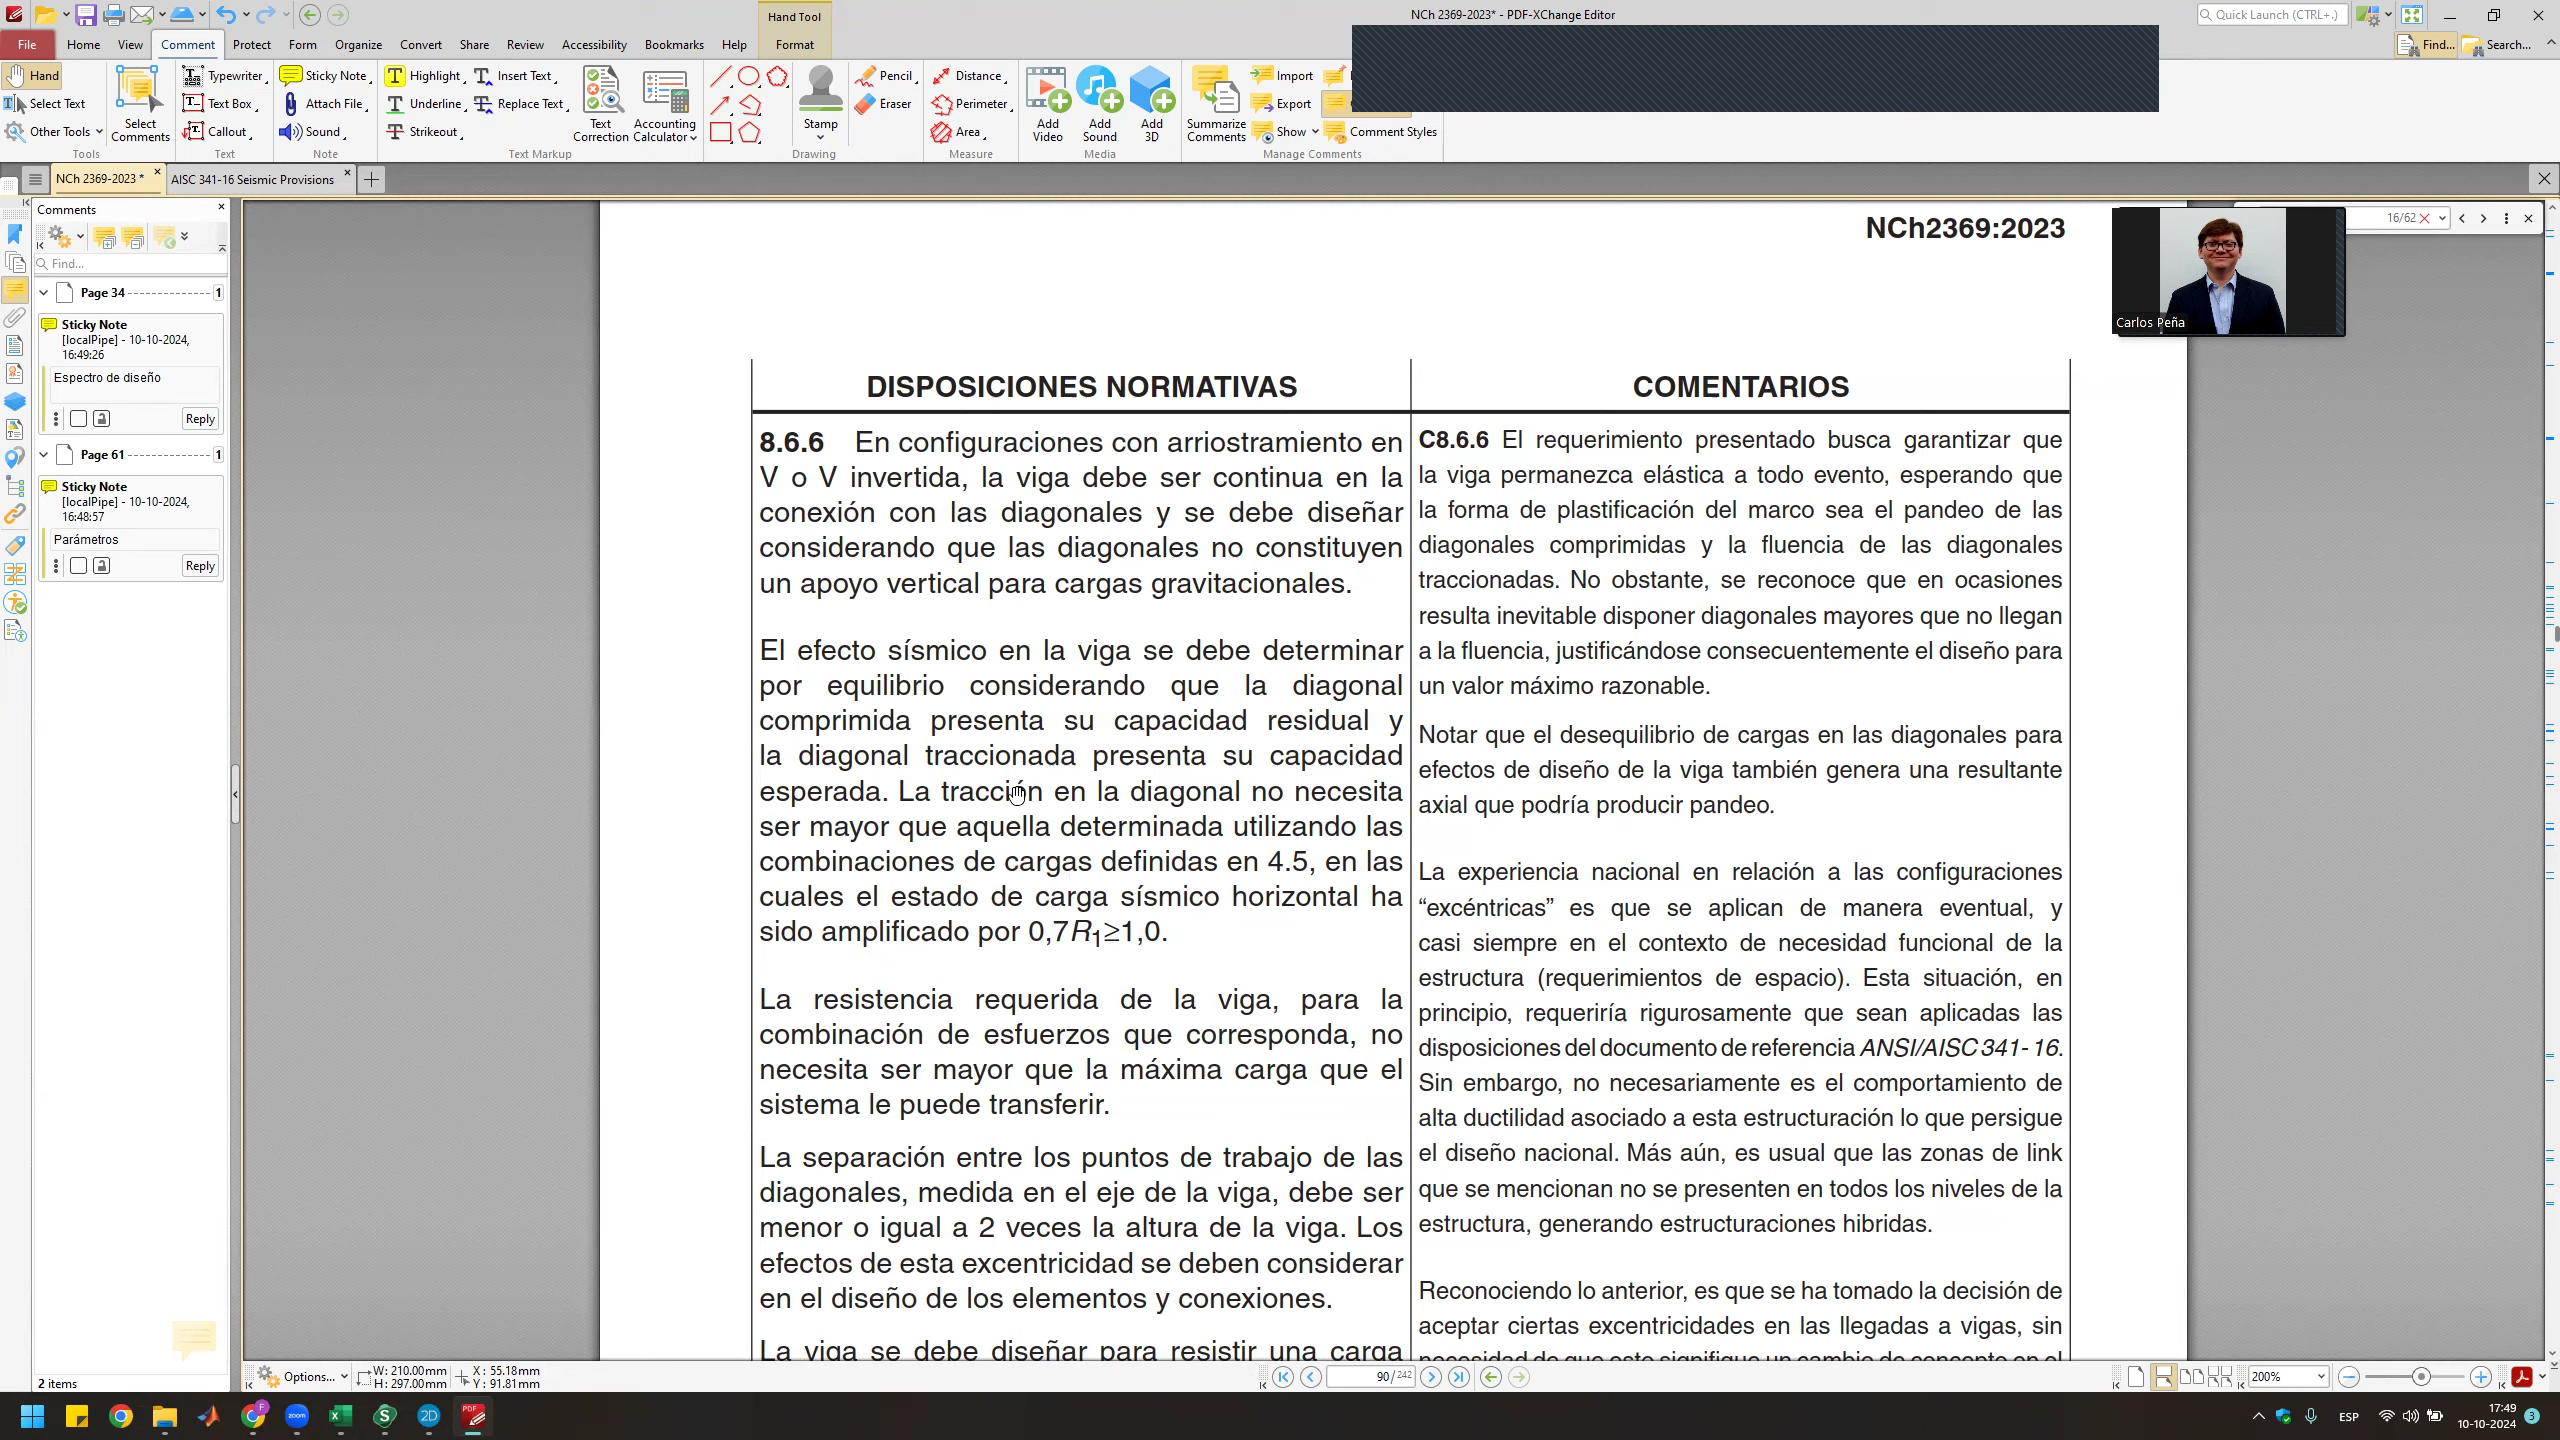 Hand Tool
NCh 2369-2023* - PDF-XChange Editor
Quick Launch (CTRL+.)
File
Home
View
Comment
Protect
Form
Organize
Convert
Share
Review
Accessibility
Bookmarks
Help
Format
Find...
Search...
Hand
Select Text
Other Tools
Tools
Select Comments
Typewriter
Text Box
Callout
Text
Sticky Note
Attach File
Sound
Note
Highlight
Underline
Strikeout
Insert Text
Replace Text
Text Markup
Text Correction
Accounting Calculator
Stamp
Drawing
Pencil
Eraser
Distance
Perimeter
Area
Measure
Add Video
Add Sound
Add 3D
Media
Summarize Comments
Import
Export
Show
Comment Styles
Manage Comments
NCh 2369-2023 *
AISC 341-16 Seismic Provisions
Comments
Find...
Page 34
1
Sticky Note
[localPipe] - 10-10-2024,
16:49:26
Espectro de diseño
Reply
Page 61
1
Sticky Note
[localPipe] - 10-10-2024,
16:48:57
Parámetros
Reply
2 items
16/62
Carlos Peña
NCh2369:2023
DISPOSICIONES NORMATIVAS
8.6.6 En configuraciones con arriostramiento en
V o V invertida, la viga debe ser continua en la
conexión con las diagonales y se debe diseñar
considerando que las diagonales no constituyen
un apoyo vertical para cargas gravitacionales.
El efecto sísmico en la viga se debe determinar
por equilibrio considerando que la diagonal
comprimida presenta su capacidad residual y
la diagonal traccionada presenta su capacidad
esperada. La tracción en la diagonal no necesita
ser mayor que aquella determinada utilizando las
combinaciones de cargas definidas en 4.5, en las
cuales el estado de carga sísmico horizontal ha
sido amplificado por 0,7R1≥1,0.
La resistencia requerida de la viga, para la
combinación de esfuerzos que corresponda, no
necesita ser mayor que la máxima carga que el
sistema le puede transferir.
La separación entre los puntos de trabajo de las
diagonales, medida en el eje de la viga, debe ser
menor o igual a 2 veces la altura de la viga. Los
efectos de esta excentricidad se deben considerar
en el diseño de los elementos y conexiones.
La viga se debe diseñar para resistir una carga
COMENTARIOS
C8.6.6 El requerimiento presentado busca garantizar que
la viga permanezca elástica a todo evento, esperando que
la forma de plastificación del marco sea el pandeo de las
diagonales comprimidas y la fluencia de las diagonales
traccionadas. No obstante, se reconoce que en ocasiones
resulta inevitable disponer diagonales mayores que no llegan
a la fluencia, justificándose consecuentemente el diseño para
un valor máximo razonable.
Notar que el desequilibrio de cargas en las diagonales para
efectos de diseño de la viga también genera una resultante
axial que podría producir pandeo.
La experiencia nacional en relación a las configuraciones
“excéntricas” es que se aplican de manera eventual, y
casi siempre en el contexto de necesidad funcional de la
estructura (requerimientos de espacio). Esta situación, en
principio, requeriría rigurosamente que sean aplicadas las
disposiciones del documento de referencia ANSI/AISC 341-16.
Sin embargo, no necesariamente es el comportamiento de
alta ductilidad asociado a esta estructuración lo que persigue
el diseño nacional. Más aún, es usual que las zonas de link
que se mencionan no se presenten en todos los niveles de la
estructura, generando estructuraciones hibridas.
Reconociendo lo anterior, es que se ha tomado la decisión de
aceptar ciertas excentricidades en las llegadas a vigas, sin
necesidad de que esto signifique un cambio de concepto en el
Options...
W: 210.00mm
H: 297.00mm
X : 55.18mm
Y : 91.81mm
90/242
200%
ESP
17:49
10-10-2024
3